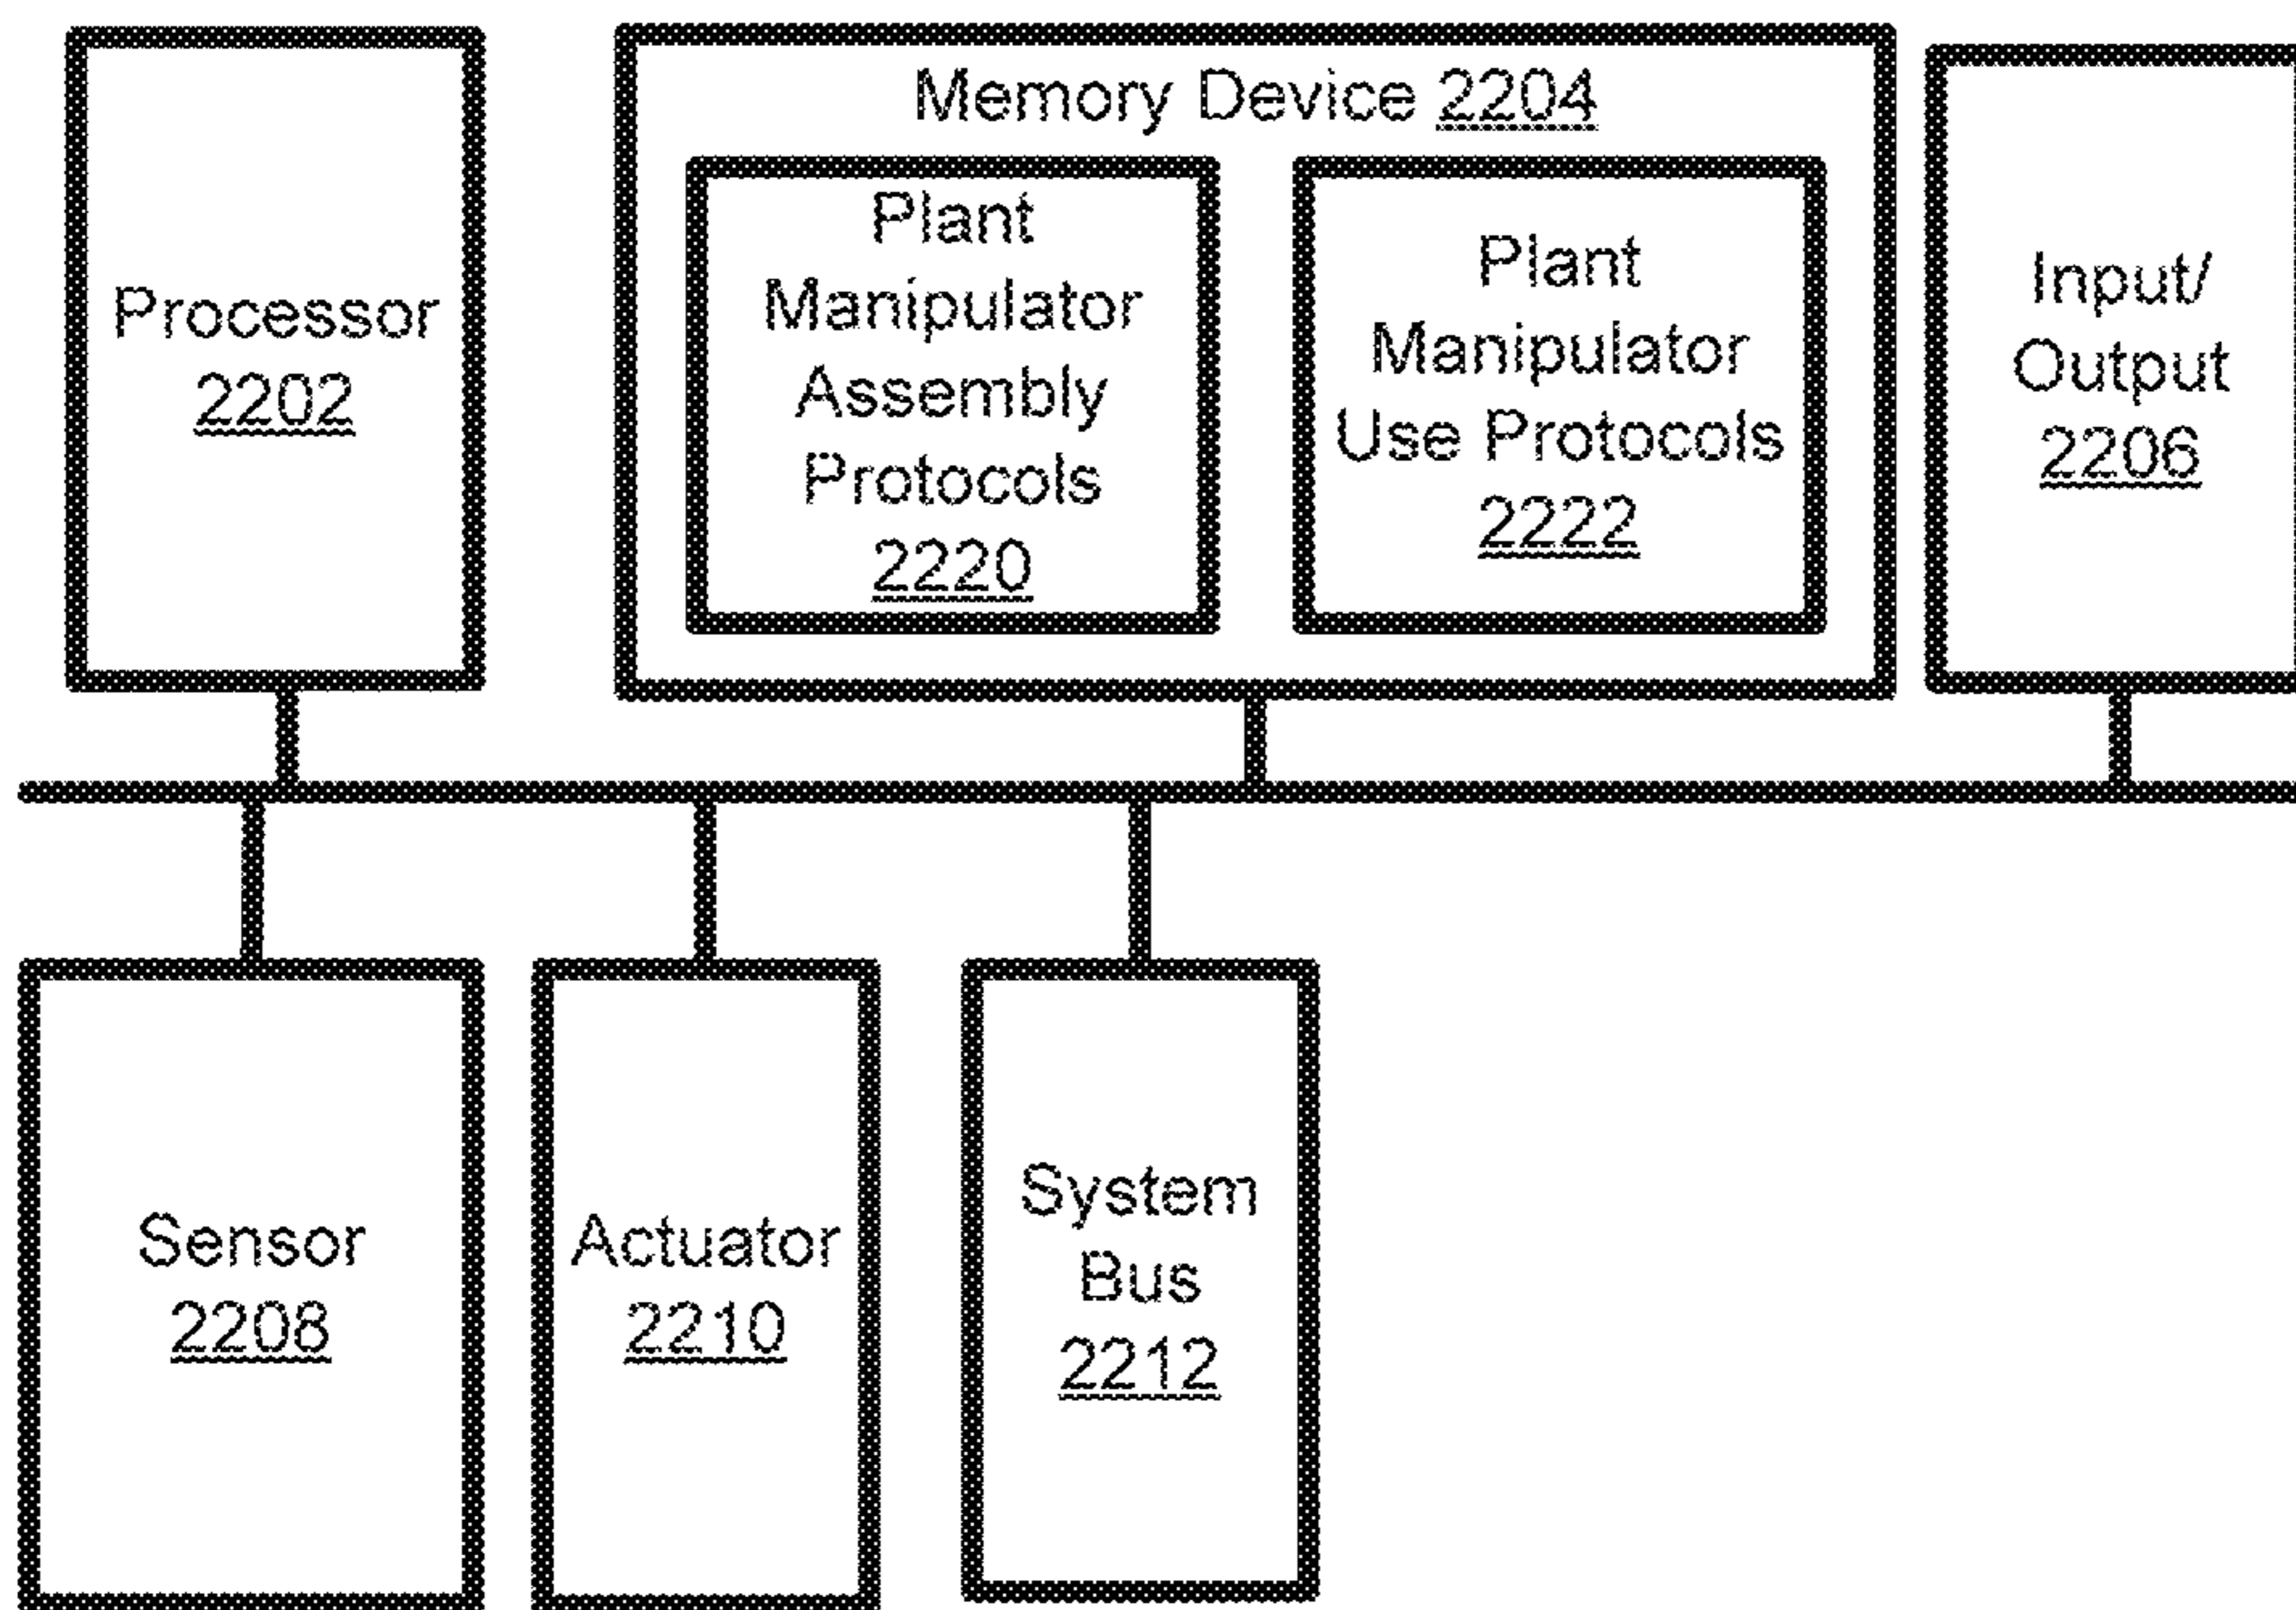 Memory Device 2204
Processor
2202
Plant
Manipulator
Assembly
Protocols
2220
Plant
Manipulator
Use Protocols
2222
Input/
Output
2206
Sensor
2208
Actuator
2210
System
Bus
2212